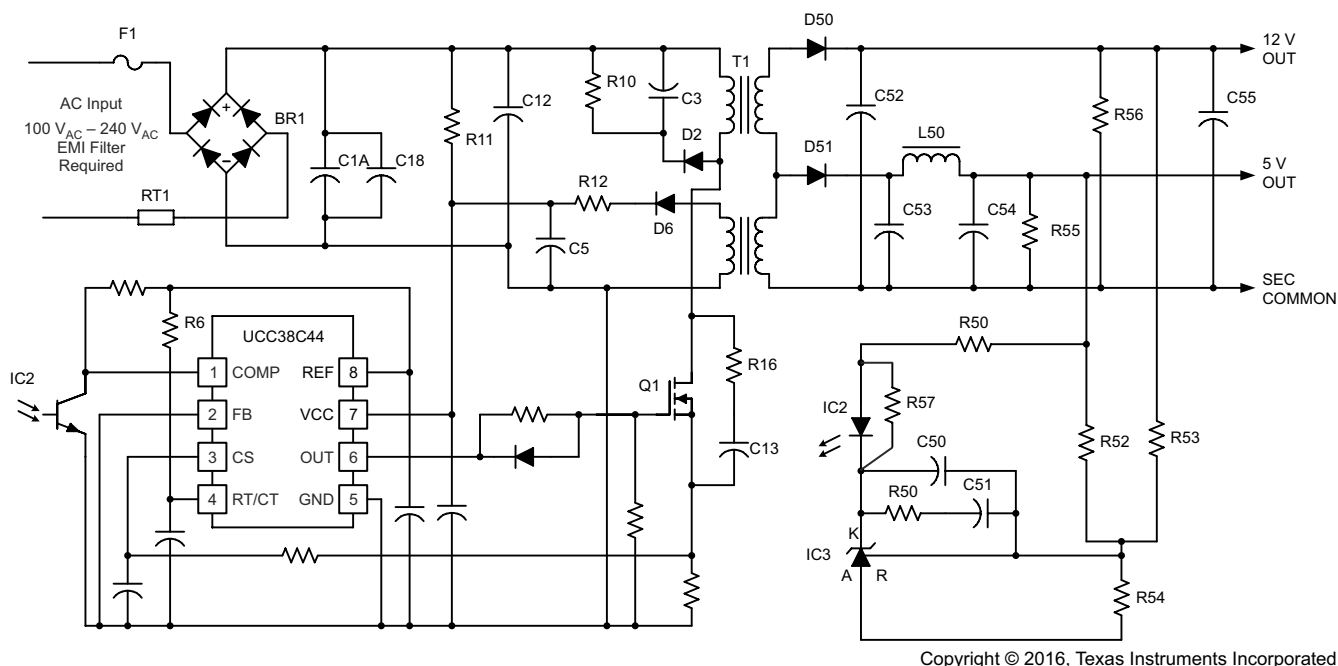 F1
AC Input
100 VAC – 240 VAC
EMI Filter
Required
BR1
RT1
C1A
C18
R11
C12
R10
C3
D2
T1
R12
D6
C5
D50
D51
C52
L50
C53
C54
R55
R56
C55
12 V
OUT
5 V
OUT
SEC
COMMON
R6
UCC38C44
IC2
1 COMP REF 8
2 FB VCC 7
3 CS OUT 6
4 RT/CT GND 5
Q1
R16
C13
R50
IC2
R57
C50
R50
C51
R52
R53
K
IC3
A R
R54
Copyright © 2016, Texas Instruments Incorporated